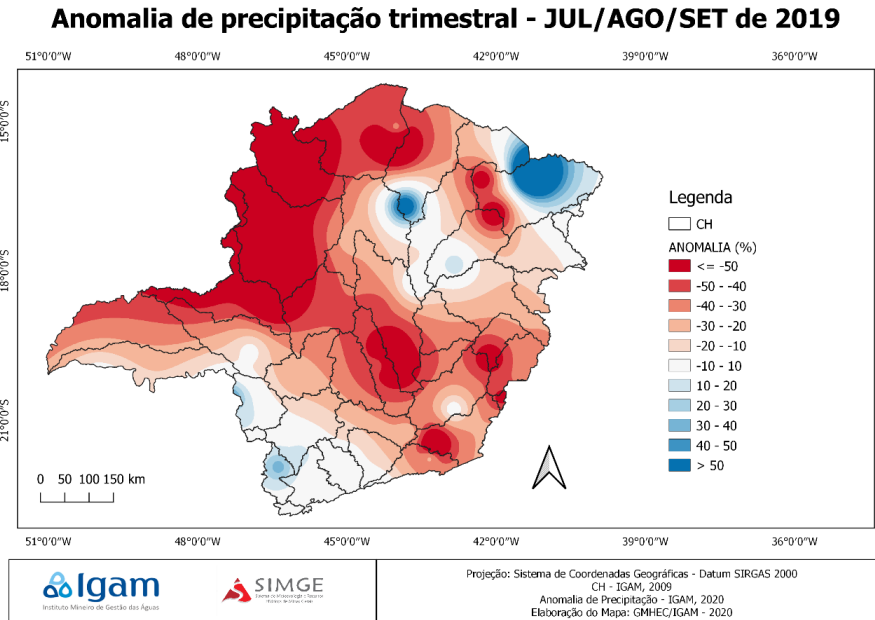 Anomalia de precipitação trimestral - JUL/AGO/SET de 2019
51°0'0"W 48°0'0"W 45°0'0"W 42°0'0"W 39°0'0"W 36°0'0"W
15°0'0"S
18°0'0"S
21°0'0"S
Legenda
CH
ANOMALIA (%)
<= -50
-50 - -40
-40 - -30
-30 - -20
-20 - -10
-10 - 10
10 - 20
20 - 30
30 - 40
40 - 50
> 50
0 50 100 150 km
51°0'0"W 48°0'0"W 45°0'0"W 42°0'0"W 39°0'0"W 36°0'0"W
Igam
Instituto Mineiro de Gestão das Águas
SIMGE
Projeção: Sistema de Coordenadas Geográficas - Datum SIRGAS 2000
CH - IGAM, 2009
Anomalia de Precipitação - IGAM, 2020
Elaboração do Mapa: GMHEC/IGAM - 2020